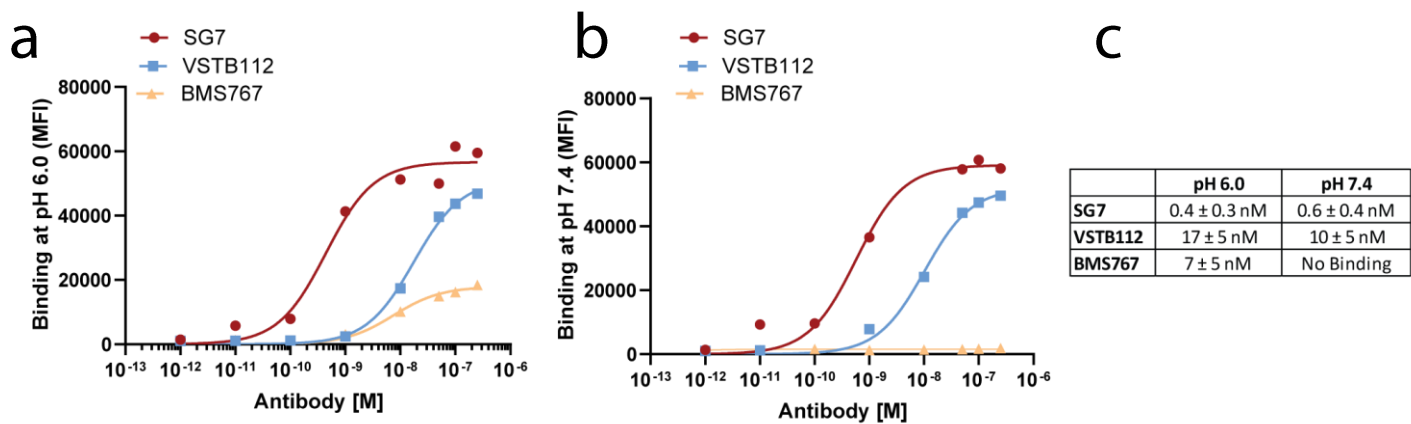 a
SG7
VSTB112
BMS767
Binding at pH 6.0 (MFI)
80000
60000
40000
20000
0
10-13 10-12 10-11 10-10 10-9 10-8 10-7 10-6
Antibody [M]
b
SG7
VSTB112
BMS767
Binding at pH 7.4 (MFI)
80000
60000
40000
20000
0
10-13 10-12 10-11 10-10 10-9 10-8 10-7 10-6
Antibody [M]
c
pH 6.0 pH 7.4
SG7 0.4 ± 0.3 nM 0.6 ± 0.4 nM
VSTB112 17 ± 5 nM 10 ± 5 nM
BMS767 7 ± 5 nM No Binding